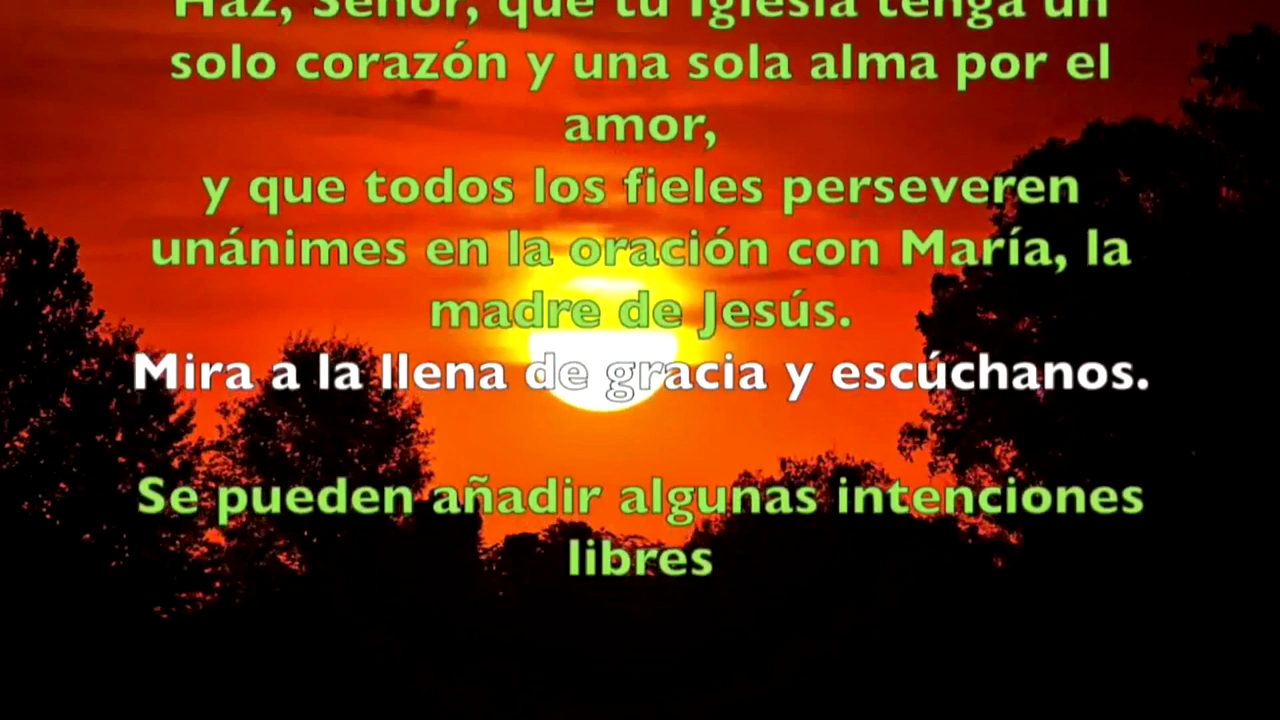 Haz, Señor, que tu Iglesia tenga un
solo corazón y una sola alma por el
amor,
y que todos los fieles perseveren
unánimes en la oración con María, la
madre de Jesús.
Mira a la llena de gracia y escúchanos.
Se pueden añadir algunas intenciones
libres